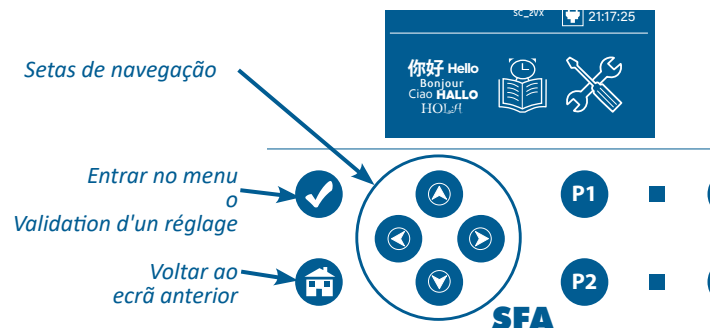 SC_2VX 21:17:25
Setas de navegação
你好 Hello
Bonjour
Ciao HALLO
HOLA
Entrar no menu
o
Validation d'un réglage
P1
Voltar ao
ecrã anterior
P2
SFA